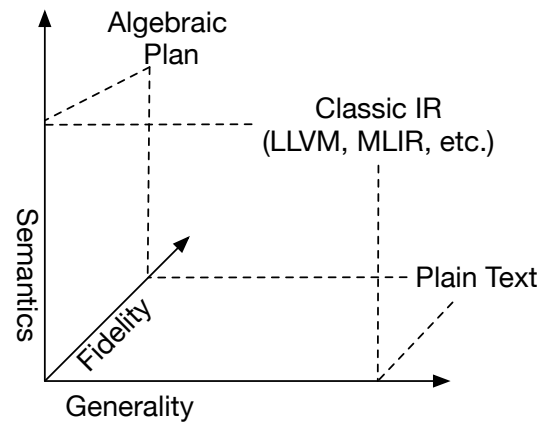 Algebraic
Plan
Classic IR
(LLVM, MLIR, etc.)
Semantics
Plain Text
Fidelity
Generality